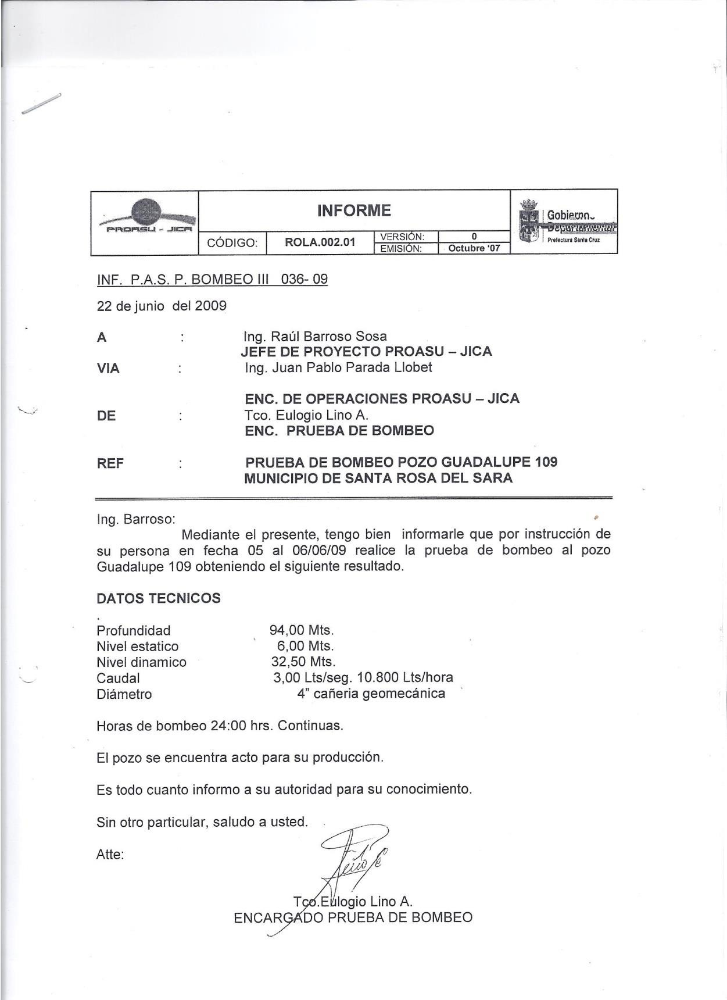 PROASU - JICA
INFORME
CÓDIGO: ROLA.002.01
VERSIÓN: 0
EMISIÓN: Octubre '07
Gobierno
Departamental
Prefectura Santa Cruz
INF. P.A.S. P. BOMBEO III 036- 09
22 de junio del 2009
A : Ing. Raúl Barroso Sosa
JEFE DE PROYECTO PROASU – JICA
VIA : Ing. Juan Pablo Parada Llobet
ENC. DE OPERACIONES PROASU – JICA
DE : Tco. Eulogio Lino A.
ENC. PRUEBA DE BOMBEO
REF : PRUEBA DE BOMBEO POZO GUADALUPE 109
MUNICIPIO DE SANTA ROSA DEL SARA
Ing. Barroso:
Mediante el presente, tengo bien informarle que por instrucción de
su persona en fecha 05 al 06/06/09 realice la prueba de bombeo al pozo
Guadalupe 109 obteniendo el siguiente resultado.
DATOS TECNICOS
.
Profundidad 94,00 Mts.
Nivel estatico 6,00 Mts.
Nivel dinamico 32,50 Mts.
Caudal 3,00 Lts/seg. 10.800 Lts/hora
Diámetro 4” cañeria geomecánica
Horas de bombeo 24:00 hrs. Continuas.
El pozo se encuentra acto para su producción.
Es todo cuanto informo a su autoridad para su conocimiento.
Sin otro particular, saludo a usted.
Atte:
Tco.Eulogio Lino A.
ENCARGADO PRUEBA DE BOMBEO